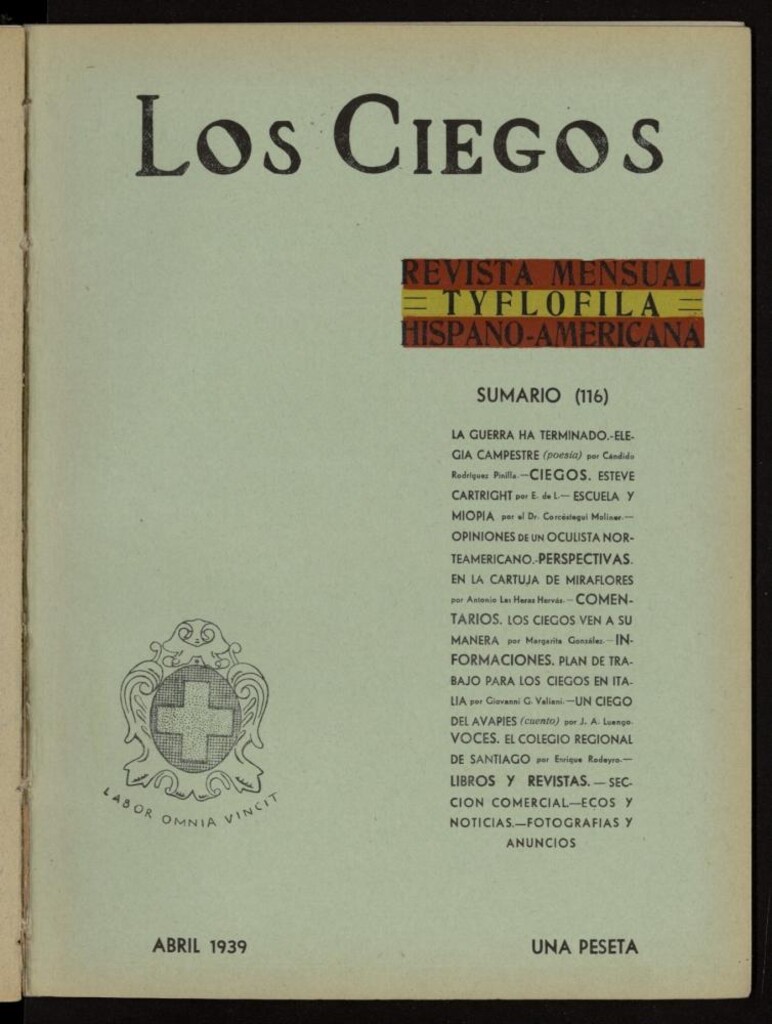 LOS CIEGOS
REVISTA MENSUAL
= TYFLOFILA =
HISPANO-AMERICANA
SUMARIO (116)
LA GUERRA HA TERMINADO.-ELE-
GIA CAMPESTRE (poesía) por Cándido
Rodríguez Pinilla.—CIEGOS. ESTEVE
CARTRIGHT por E. de L.— ESCUELA Y
MIOPIA por el Dr. Corcóstegui Moliner.—
OPINIONES DE UN OCULISTA NOR-
TEAMERICANO.-PERSPECTIVAS.
EN LA CARTUJA DE MIRAFLORES
por Antonio Las Heras Hervás.—COMEN-
TARIOS. LOS CIEGOS VEN A SU
MANERA por Margarita González.—IN-
FORMACIONES. PLAN DE TRA-
BAJO PARA LOS CIEGOS EN ITA-
LIA por Giovanni G. Valiani.—UN CIEGO
DEL AVAPIES (cuento) por J. A. Luengo.
VOCES. EL COLEGIO REGIONAL
DE SANTIAGO por Enrique Rodeyro.—
LIBROS Y REVISTAS.—SEC-
CION COMERCIAL—ECOS Y
NOTICIAS.—FOTOGRAFIAS Y
ANUNCIOS
LABOR OMNIA VINCIT
ABRIL 1939
UNA PESETA